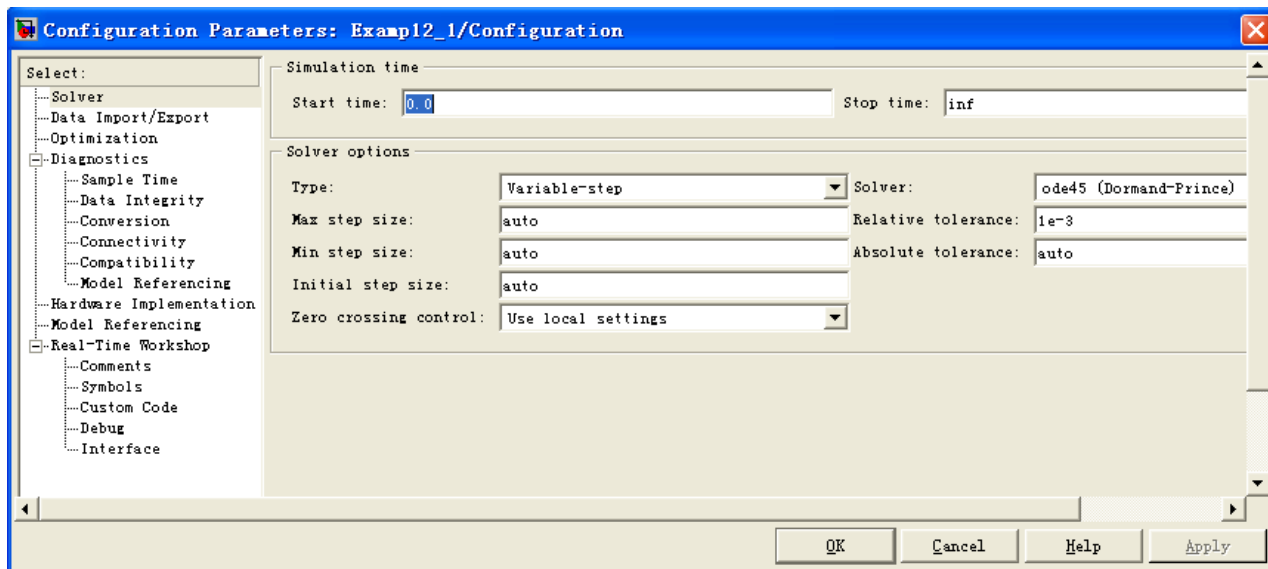 Configuration Parameters: Examp12_1/Configuration
Select:
Solver
Data Import/Export
Optimization
Diagnostics
Sample Time
Data Integrity
Conversion
Connectivity
Compatibility
Model Referencing
Hardware Implementation
Model Referencing
Real-Time Workshop
Comments
Symbols
Custom Code
Debug
Interface
Simulation time
Start time: 0.0 Stop time: inf
Solver options
Type: Variable-step Solver: ode45 (Dormand-Prince)
Max step size: auto Relative tolerance: 1e-3
Min step size: auto Absolute tolerance: auto
Initial step size: auto
Zero crossing control: Use local settings
OK Cancel Help Apply